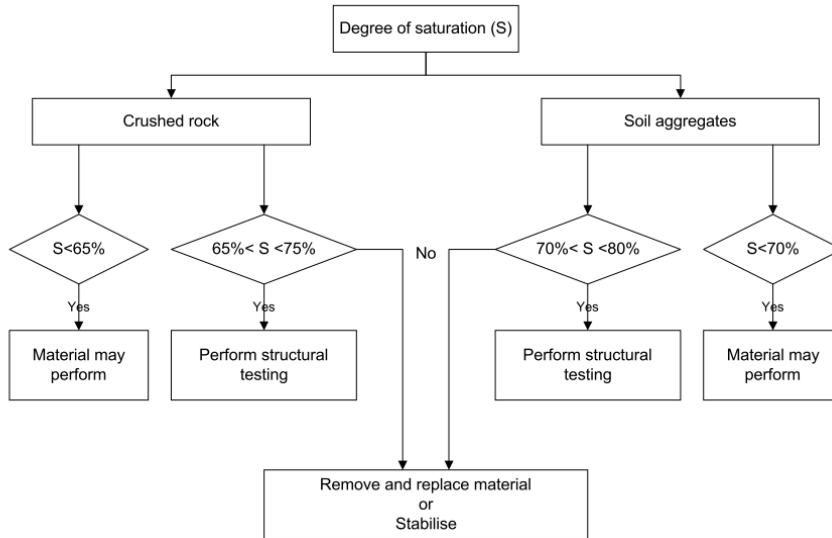 Degree of saturation (S)
Crushed rock
Soil aggregates
S<65%
65%< S <75%
No
70%< S <80%
S<70%
Yes
Yes
Yes
Yes
Material may
perform
Perform structural
testing
Perform structural
testing
Material may
perform
Remove and replace material
or
Stabilise